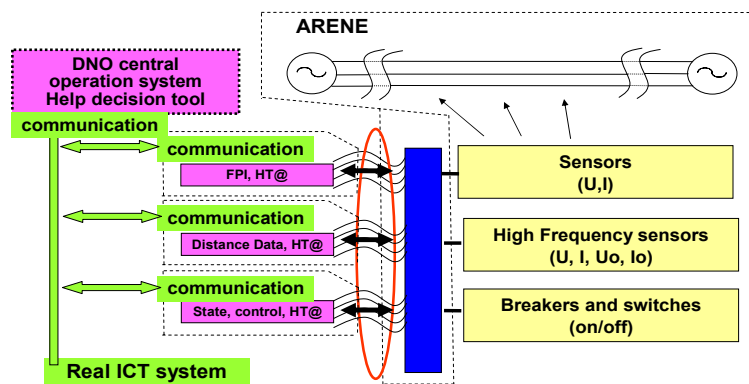 ARENE
DNO central
operation system
Help decision tool
communication
communication
FPI, HT@
communication
Distance Data, HT@
communication
State, control, HT@
Real ICT system
Sensors
(U,I)
High Frequency sensors
(U, I, Uo, Io)
Breakers and switches
(on/off)